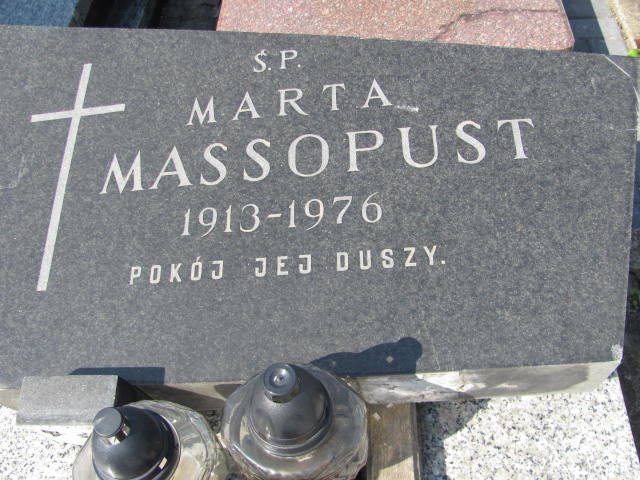 Ś.P.
MARTA
MASSOPUST
1913-1976
POKÓJ JEJ DUSZY.